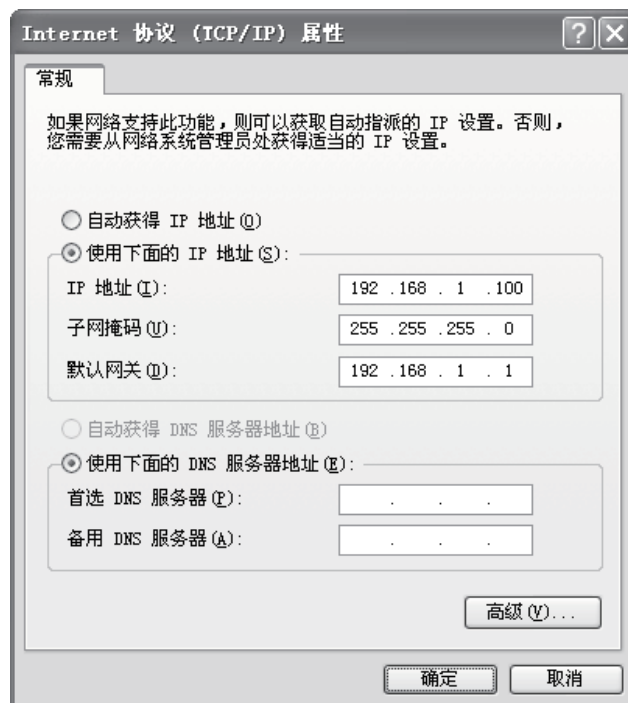 Internet 协议 (TCP/IP) 属性
常规
如果网络支持此功能，则可以获取自动指派的 IP 设置。否则，
您需要从网络系统管理员处获得适当的 IP 设置。
自动获得 IP 地址(O)
使用下面的 IP 地址(S):
IP 地址(I): 192 .168 . 1 .100
子网掩码(U): 255 .255 .255 . 0
默认网关(D): 192 .168 . 1 . 1
自动获得 DNS 服务器地址(B)
使用下面的 DNS 服务器地址(E):
首选 DNS 服务器(P): . . .
备用 DNS 服务器(A): . . .
高级(V)...
确定 取消